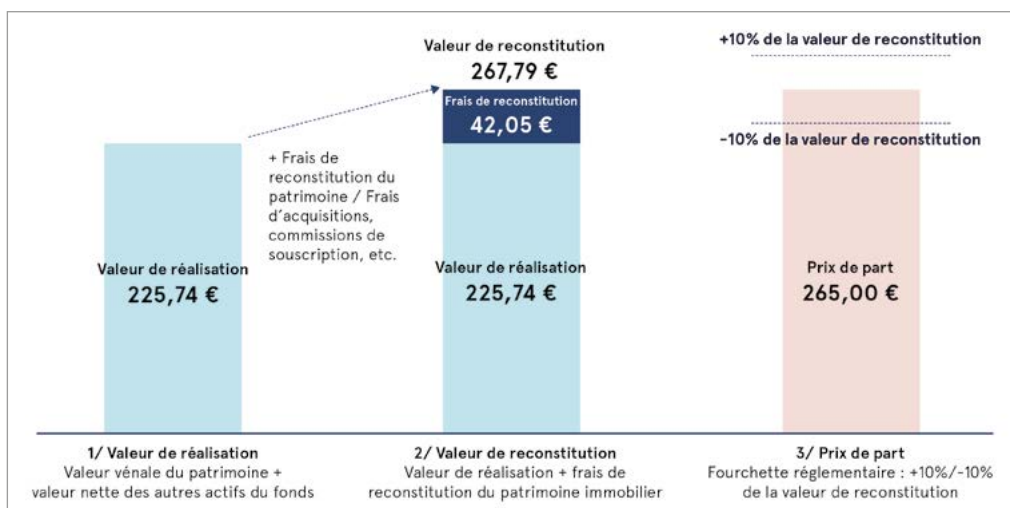 Valeur de réalisation
225,74 €
+ Frais de
reconstitution du
patrimoine / Frais
d'acquisitions,
commissions de
souscription, etc.
Valeur de reconstitution
267,79 €
Frais de reconstitution
42,05 €
Valeur de réalisation
225,74 €
+10% de la valeur de reconstitution
-10% de la valeur de reconstitution
Prix de part
265,00 €
1/ Valeur de réalisation
Valeur vénale du patrimoine +
valeur nette des autres actifs du fonds
2/ Valeur de reconstitution
Valeur de réalisation + frais de
reconstitution du patrimoine immobilier
3/ Prix de part
Fourchette réglementaire : +10%/-10%
de la valeur de reconstitution